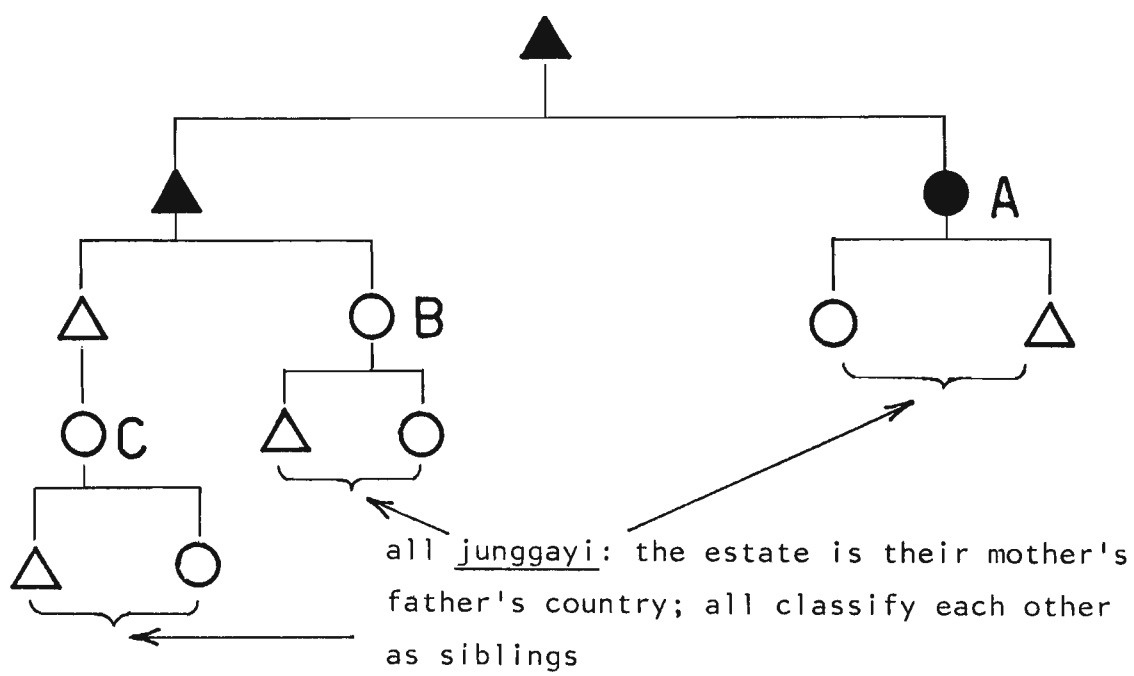 A
B
C
all junggayi: the estate is their mother's
father's country; all classify each other
as siblings